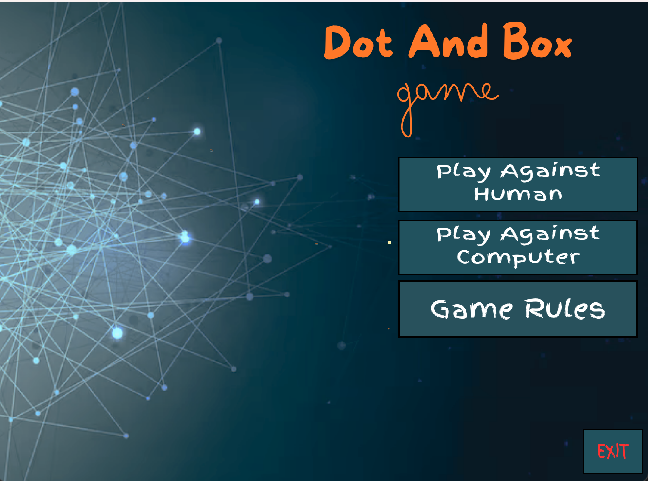 Dot And Box
game
Play Against
Human
Play Against
Computer
Game Rules
EXIT